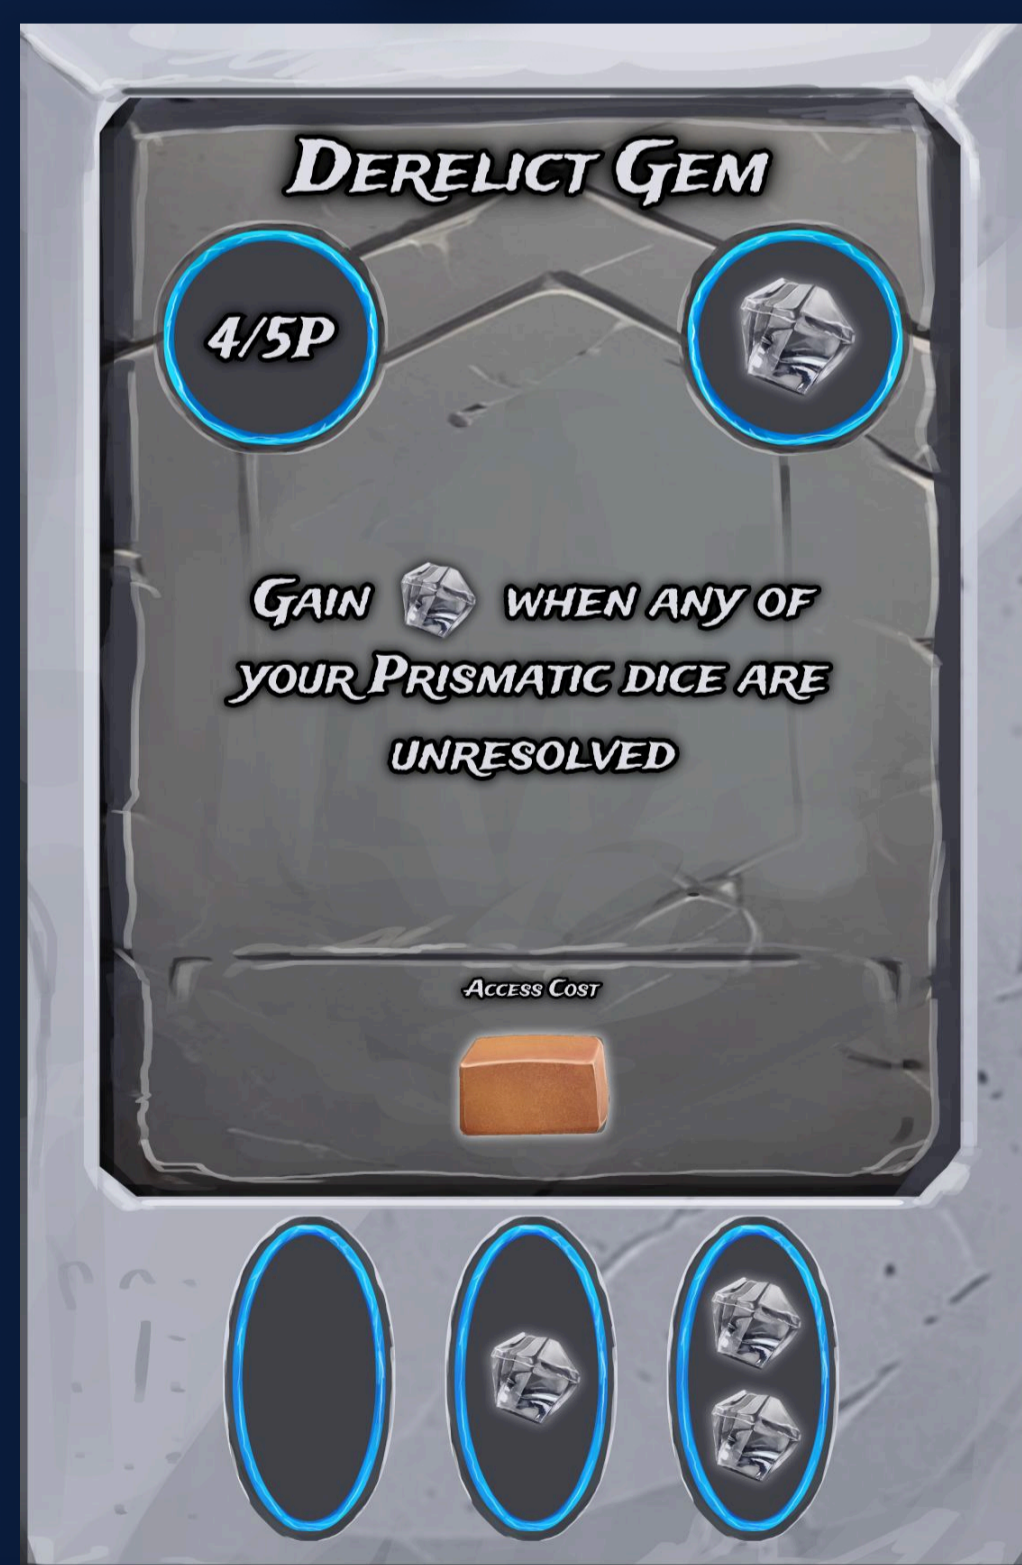 Derelict Gem
4/5P
Gain when any of
your Prismatic dice are
unresolved
Access Cost